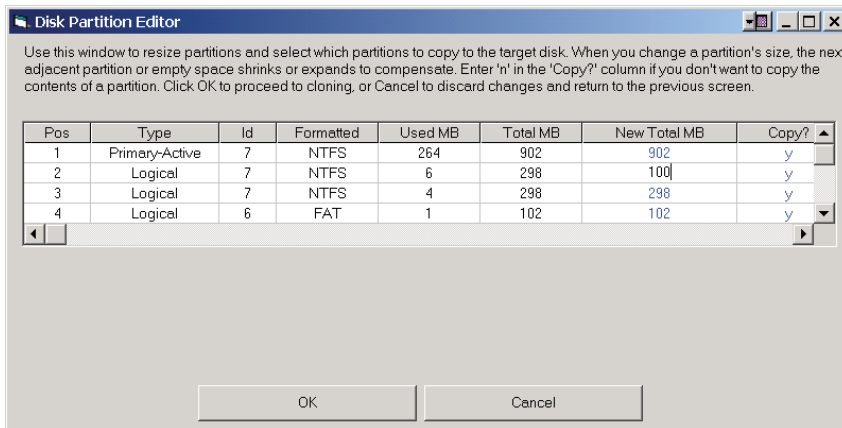 Disk Partition Editor
Use this window to resize partitions and select which partitions to copy to the target disk. When you change a partition's size, the nex
adjacent partition or empty space shrinks or expands to compensate. Enter 'n' in the 'Copy?' column if you don't want to copy the
contents of a partition. Click OK to proceed to cloning, or Cancel to discard changes and return to the previous screen.
Pos Type Id Formatted Used MB Total MB New Total MB Copy?
1 Primary-Active 7 NTFS 264 902 902 y
2 Logical 7 NTFS 6 298 100 y
3 Logical 7 NTFS 4 298 298 y
4 Logical 6 FAT 1 102 102 y
OK Cancel